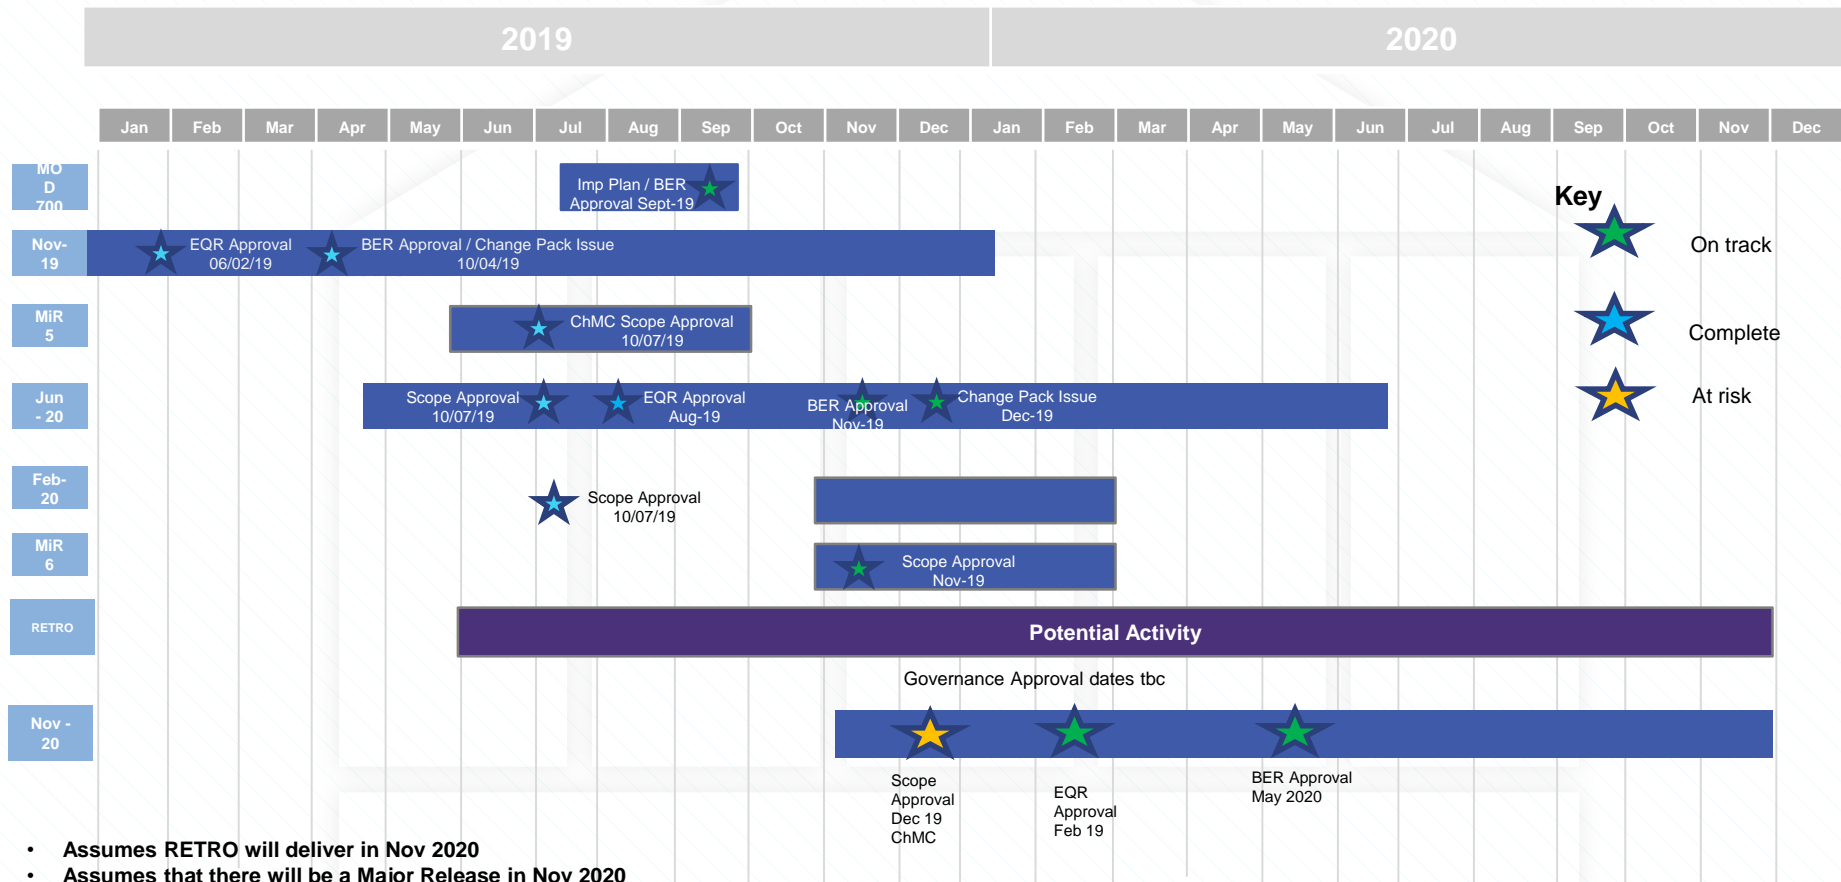 2019
2020
Jan Feb Mar Apr May Jun Jul Aug Sep Oct Nov Dec Jan Feb Mar Apr May Jun Jul Aug Sep Oct Nov Dec
MO
D
700
Imp Plan / BER
Approval Sept-19
Key
On track
Complete
At risk
Nov-
19
EQR Approval
06/02/19
BER Approval / Change Pack Issue
10/04/19
MiR
5
ChMC Scope Approval
10/07/19
Jun
- 20
Scope Approval
10/07/19
EQR Approval
Aug-19
BER Approval
Nov-19
Change Pack Issue
Dec-19
Feb-
20
Scope Approval
10/07/19
MiR
6
Scope Approval
Nov-19
RETRO
Potential Activity
Governance Approval dates tbc
Nov -
20
Scope
Approval
Dec 19
ChMC
EQR
Approval
Feb 19
BER Approval
May 2020
• Assumes RETRO will deliver in Nov 2020
• Assumes that there will be a Major Release in Nov 2020